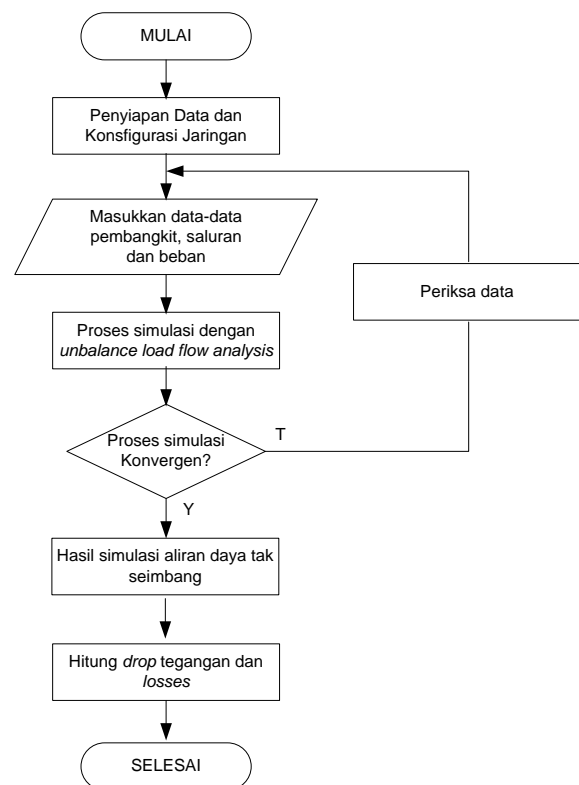 MULAI
Penyiapan Data dan
Konsfigurasi Jaringan
Masukkan data-data
pembangkit, saluran
dan beban
Periksa data
Proses simulasi dengan
unbalance load flow analysis
Proses simulasi
Konvergen?
T
Y
Hasil simulasi aliran daya tak
seimbang
Hitung drop tegangan dan
losses
SELESAI